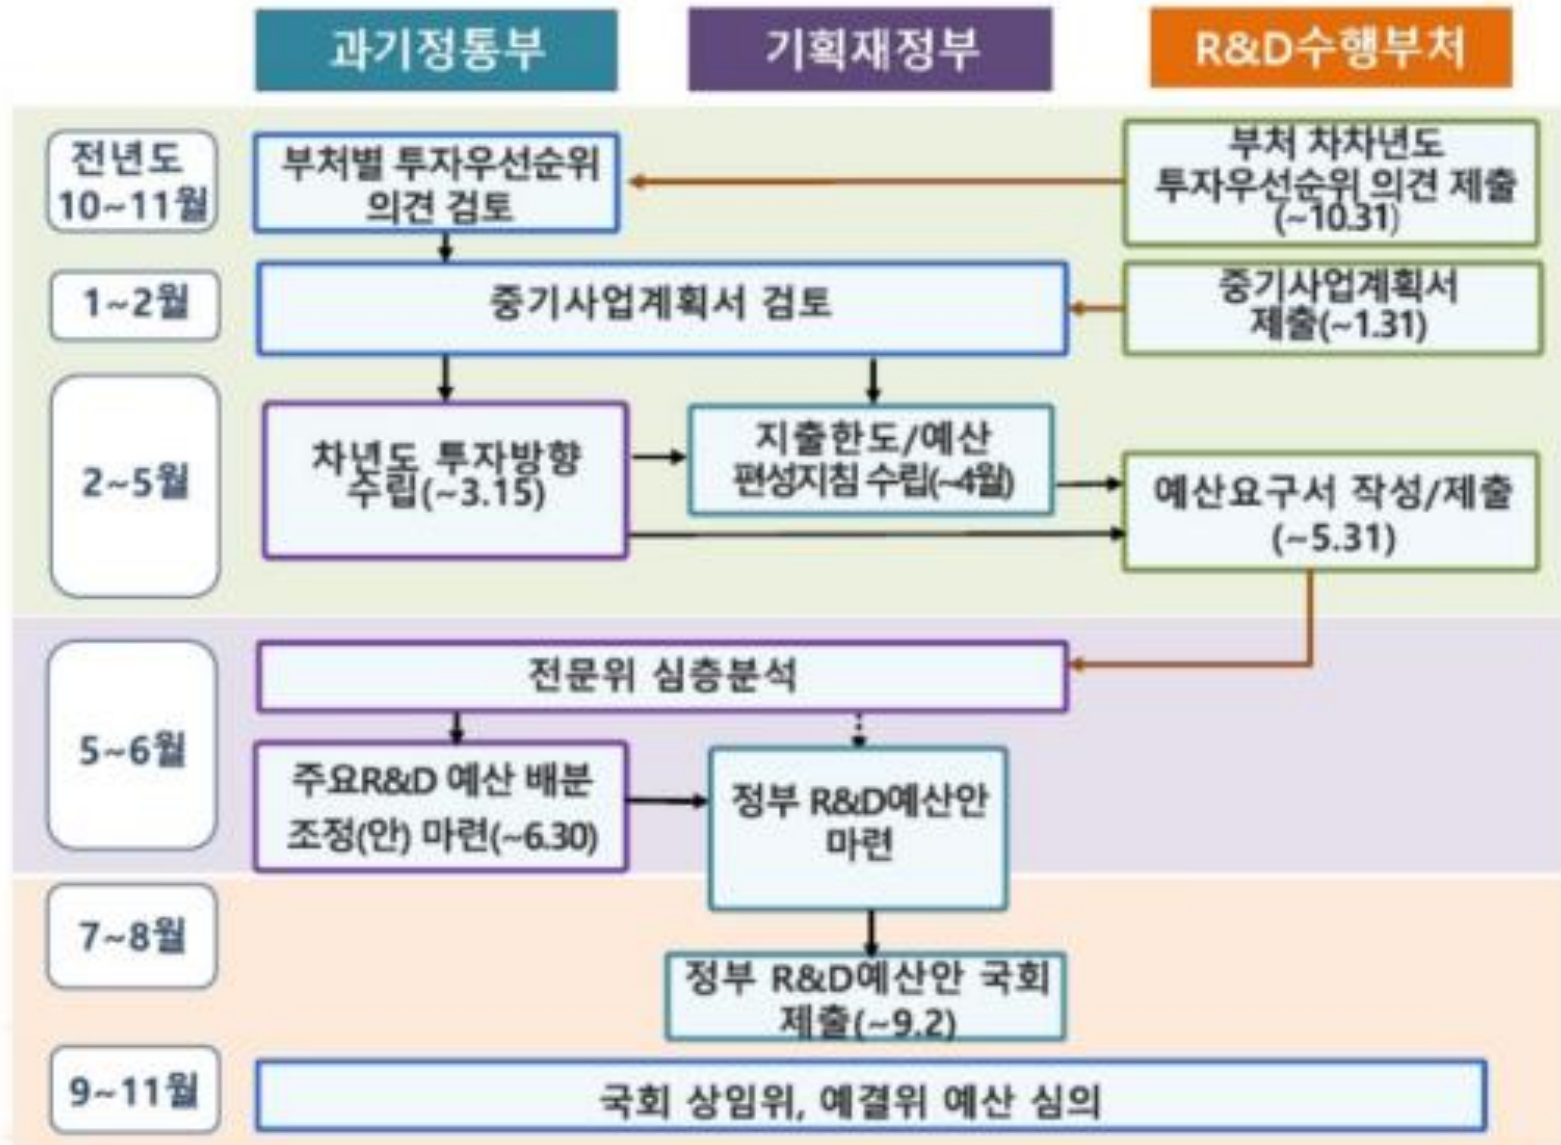 과기정통부
기획재정부
R&D수행부처
전년도
10~11월
부처별 투자우선순위
의견 검토
부처 차차년도
투자우선순위 의견 제출
(~10.31)
1~2월
중기사업계획서 검토
중기사업계획서
제출(~1.31)
2~5월
차년도 투자방향
수립(~3.15)
지출한도/예산
편성지침 수립(~4월)
예산요구서 작성/제출
(~5.31)
5~6월
전문위 심층분석
주요R&D 예산 배분
조정(안) 마련(~6.30)
정부 R&D예산안
마련
7~8월
정부 R&D예산안 국회
제출(~9.2)
9~11월
국회 상임위, 예결위 예산 심의